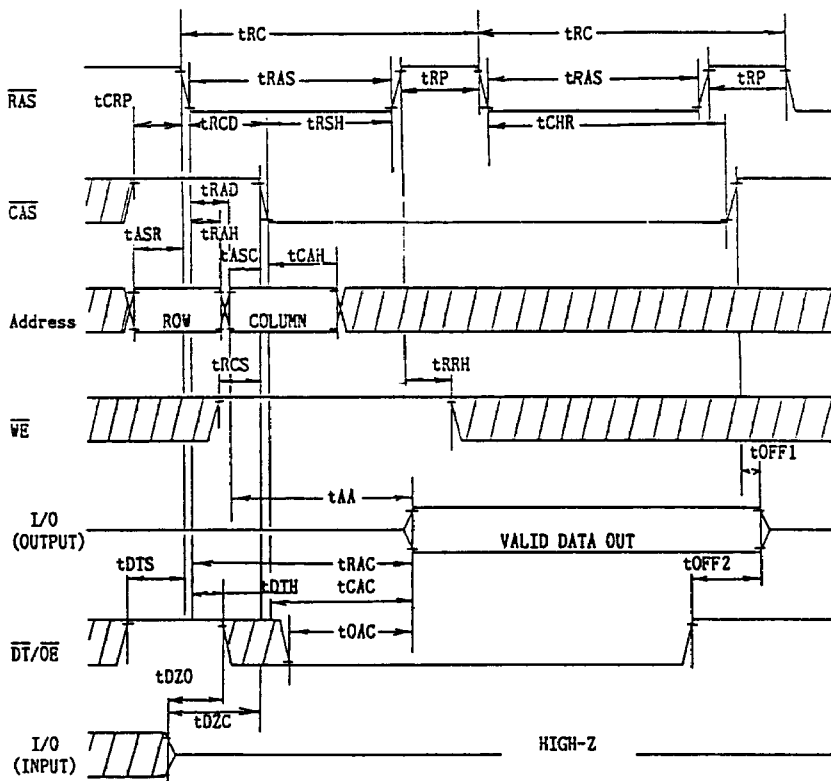 tRC tRC
RAS tRAS tRP tRAS tRP
tCRP
tRCD tRSH tCHR
CAS tRAD
tASR tRAH
tASC tCAH
Address ROW COLUMN
tRCS tRRH
WE
tOFF1
tAA
I/O
(OUTPUT) VALID DATA OUT
tRAC tOFF2
tDTS tDTH tCAC
DT/OE tOAC
tDZO
tDZC
I/O
(INPUT) HIGH-Z